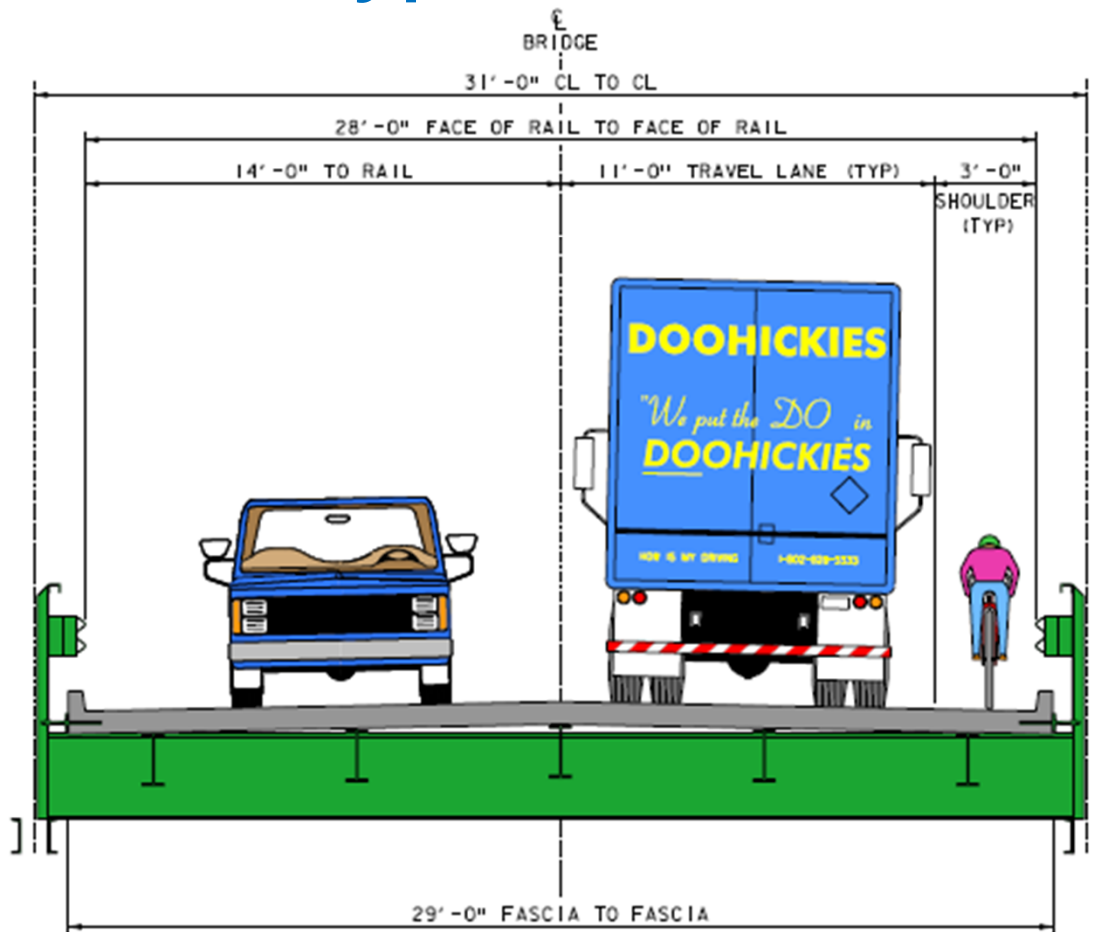 ℄
BRIDGE
31'-0" CL TO CL
28'-0" FACE OF RAIL TO FACE OF RAIL
14'-0" TO RAIL
11'-0" TRAVEL LANE (TYP)
3'-0"
SHOULDER
(TYP)
DOOHICKIES
"We put the DO in
DOOHICKIES
HOW IS MY DRIVING
29'-0" FASCIA TO FASCIA